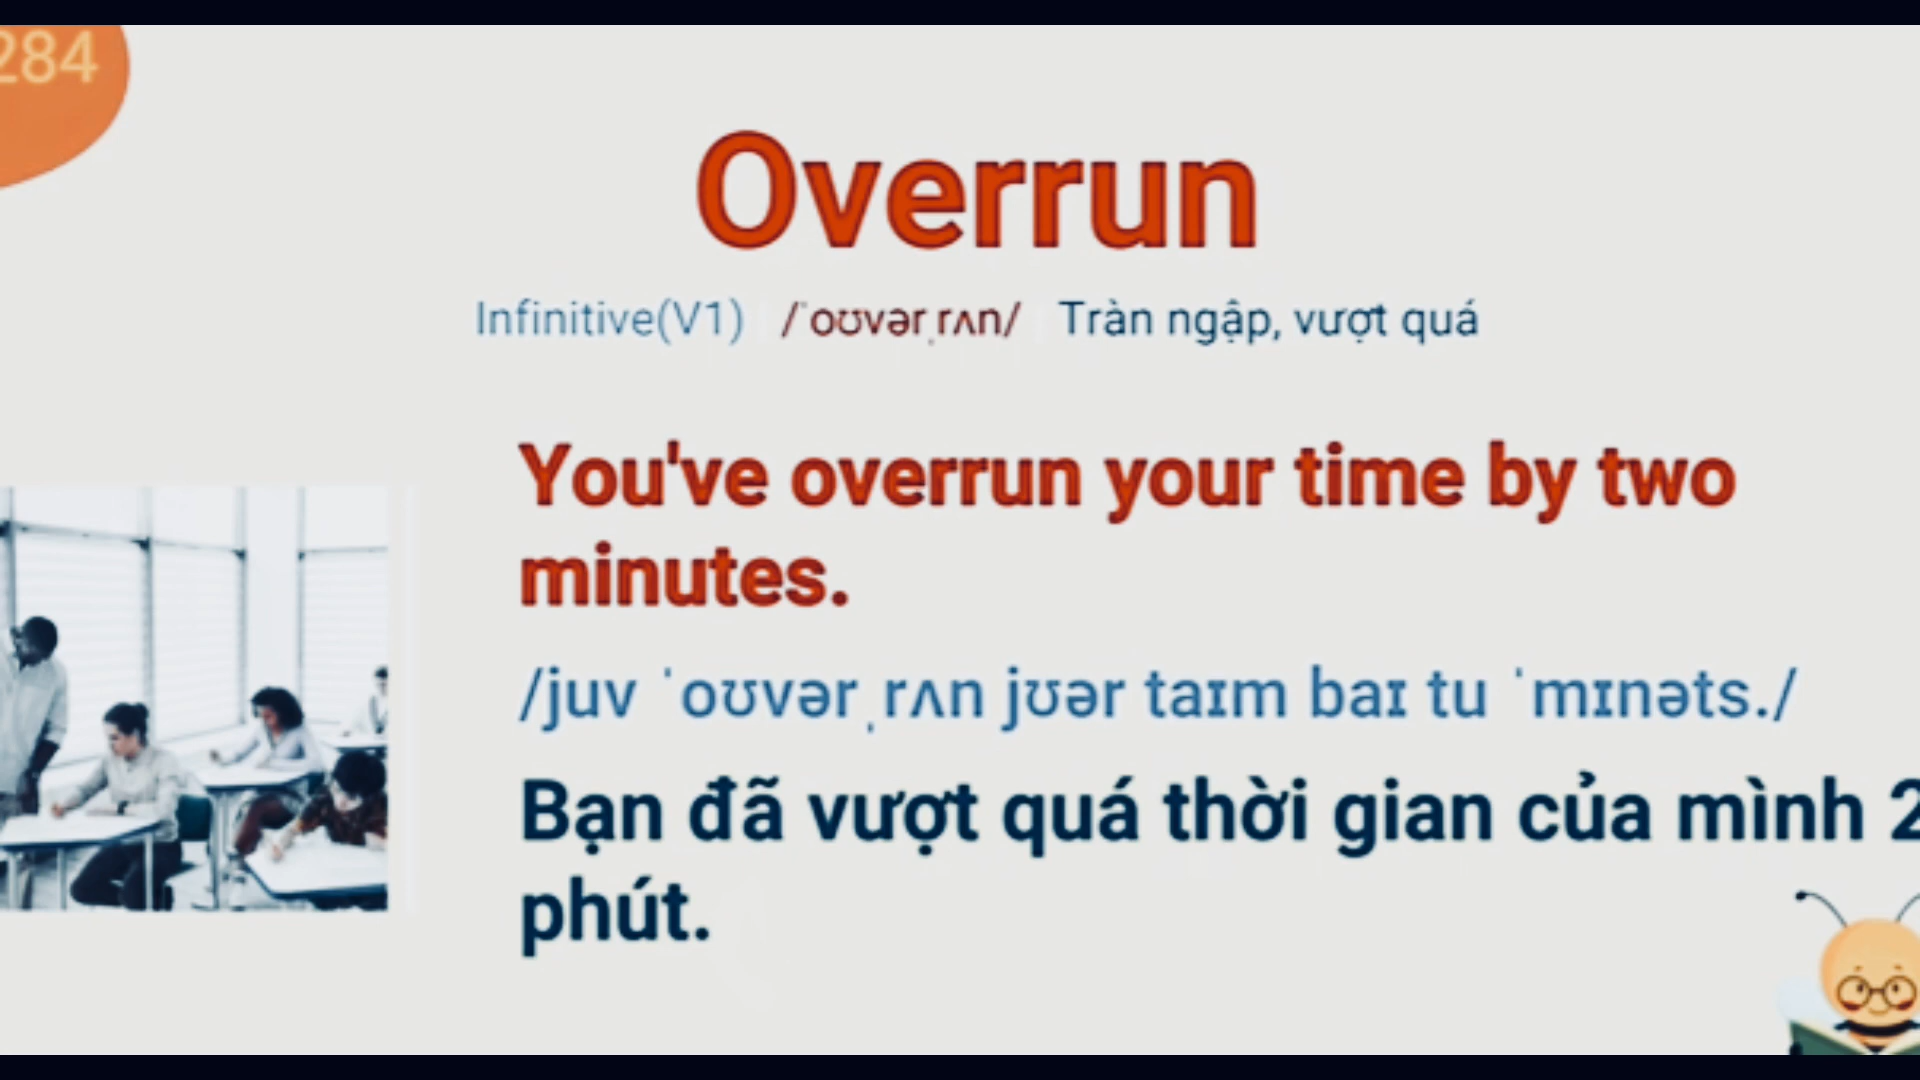 284
Overrun
Infinitive(V1) /ˈoʊvərˌrʌn/ Tràn ngập, vượt quá
You've overrun your time by two
minutes.
/juv ˈoʊvərˌrʌn jʊər taɪm baɪ tu ˈmɪnəts./
Bạn đã vượt quá thời gian của mình 2
phút.